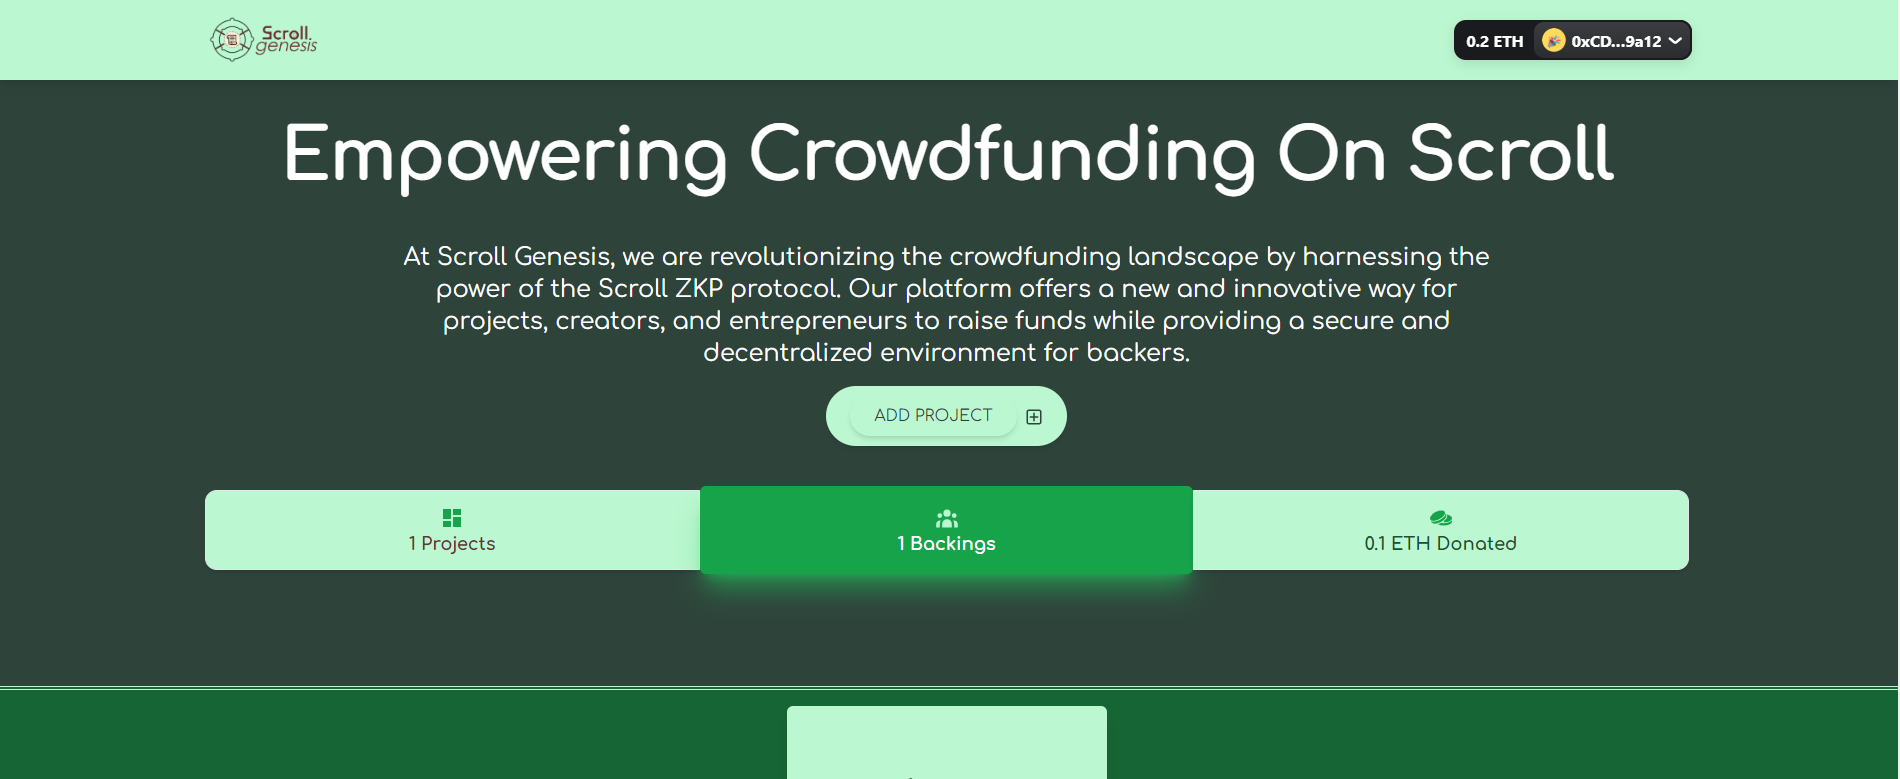 Scroll.
genesis
0.2 ETH
0xCD...9a12
Empowering Crowdfunding On Scroll
At Scroll Genesis, we are revolutionizing the crowdfunding landscape by harnessing the
power of the Scroll ZKP protocol. Our platform offers a new and innovative way for
projects, creators, and entrepreneurs to raise funds while providing a secure and
decentralized environment for backers.
ADD PROJECT
1 Projects
1 Backings
0.1 ETH Donated